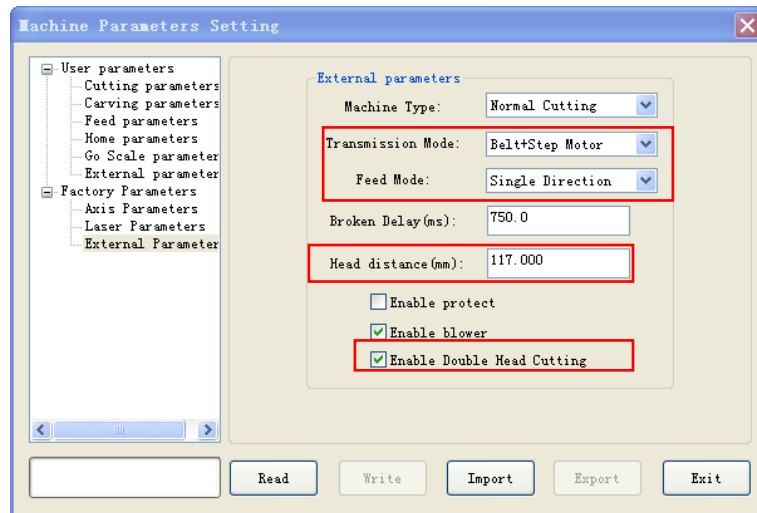 Machine Parameters Setting
User parameters
Cutting parameters
Carving parameters
Feed parameters
Home parameters
Go Scale parameter
External parameter
Factory Parameters
Axis Parameters
Laser Parameters
External Parameter
External parameters
Machine Type: Normal Cutting
Transmission Mode: Belt+Step Motor
Feed Mode: Single Direction
Broken Delay(ms): 750.0
Head distance(mm): 117.000
Enable protect
Enable blower
Enable Double Head Cutting
Read Write Import Export Exit